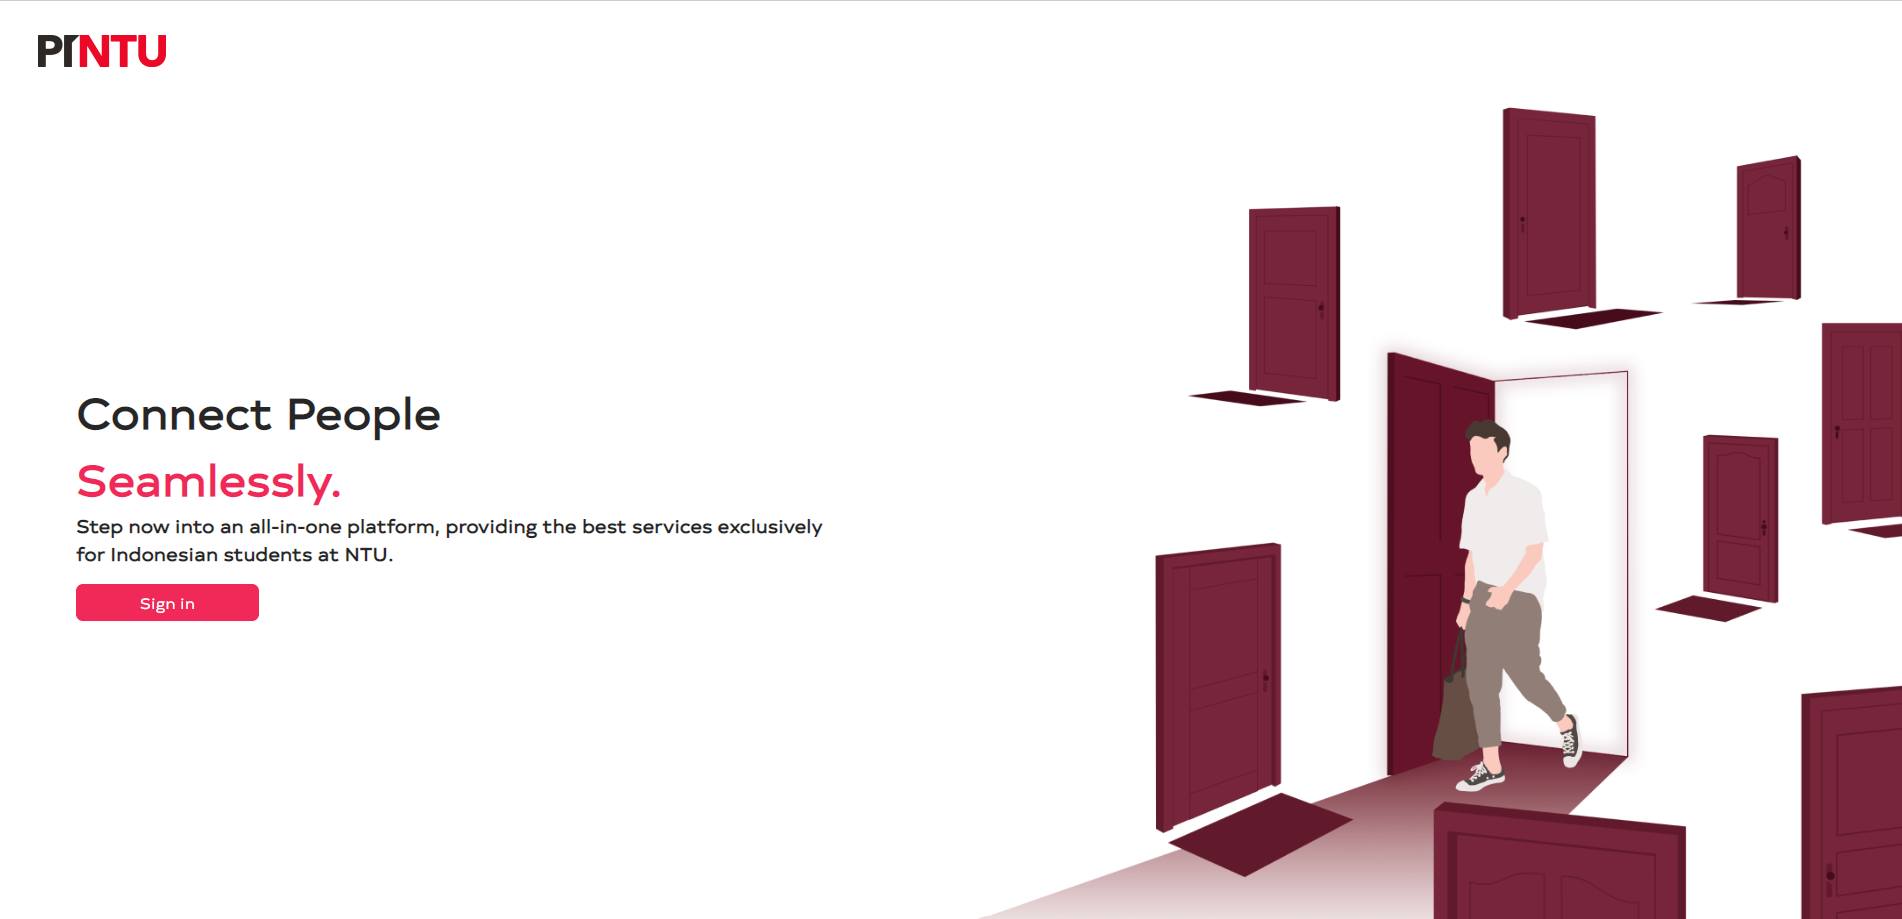 PINTU
Connect People
Seamlessly.
Step now into an all-in-one platform, providing the best services exclusively
for Indonesian students at NTU.
Sign in